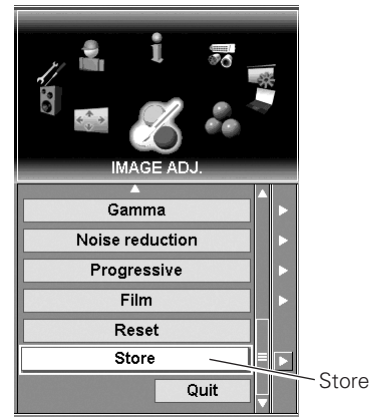 IMAGE ADJ.
Gamma
Noise reduction
Progressive
Film
Reset
Store
Store
Quit